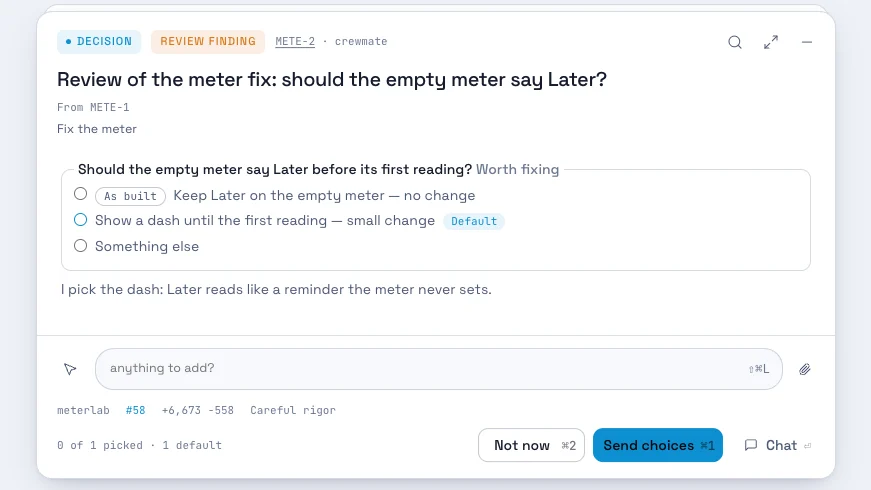 DECISION REVIEW FINDING METE-2 · crewmate
Review of the meter fix: should the empty meter say Later?
From METE-1
Fix the meter
Should the empty meter say Later before its first reading? Worth fixing
As built Keep Later on the empty meter — no change
Show a dash until the first reading — small change Default
Something else
I pick the dash: Later reads like a reminder the meter never sets.
anything to add? ⇧⌘L
meterlab #58 +6,673 -558 Careful rigor
0 of 1 picked · 1 default Not now ⌘2 Send choices ⌘1 Chat ⏎